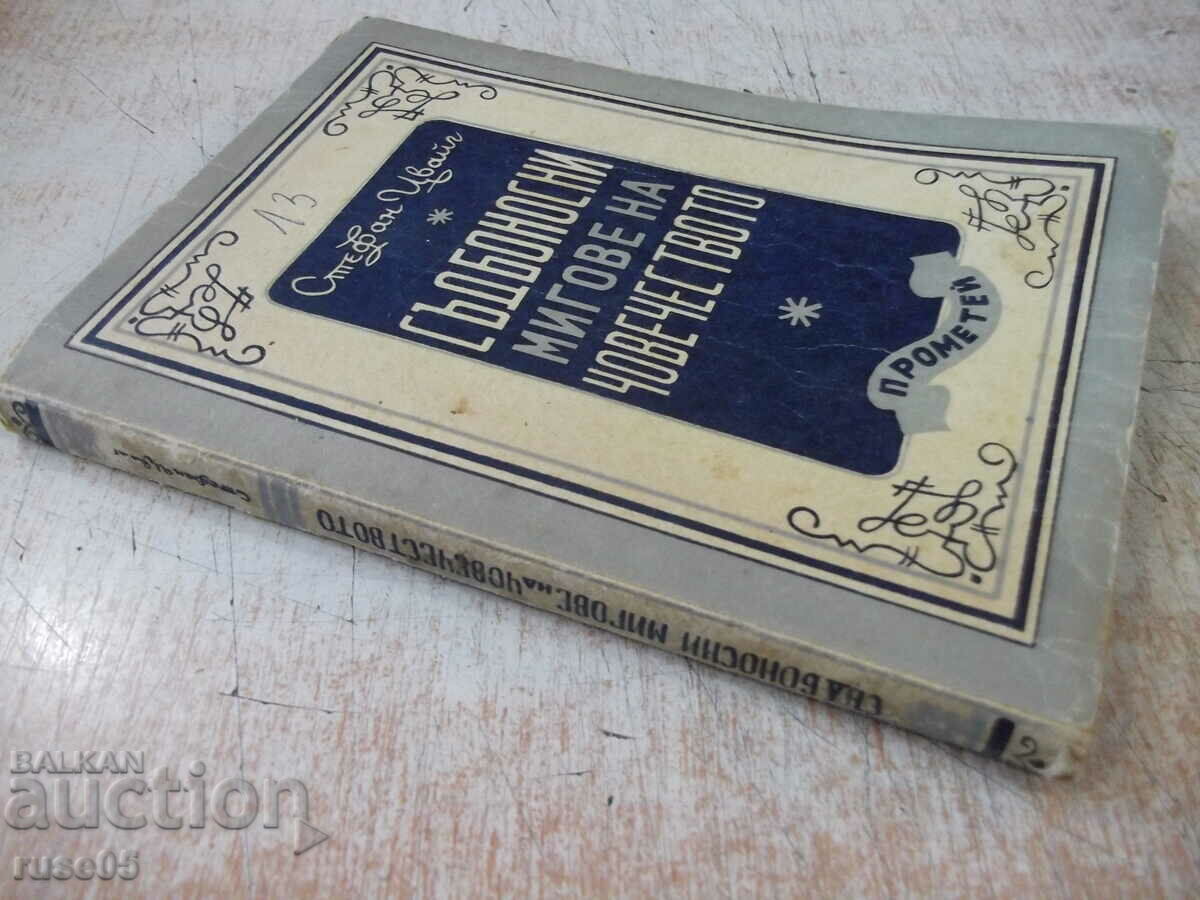 13
Стефан Цвайг
СЪДБОНОСНИ
МИГОВЕ НА
ЧОВЕЧЕСТВОТО
ПРОМЕТЕЙ
Стефан Цвайг
СЪДБОНОСНИ МИГОВЕ НА ЧОВЕЧЕСТВОТО
2
BALKAN
auction
ruse05